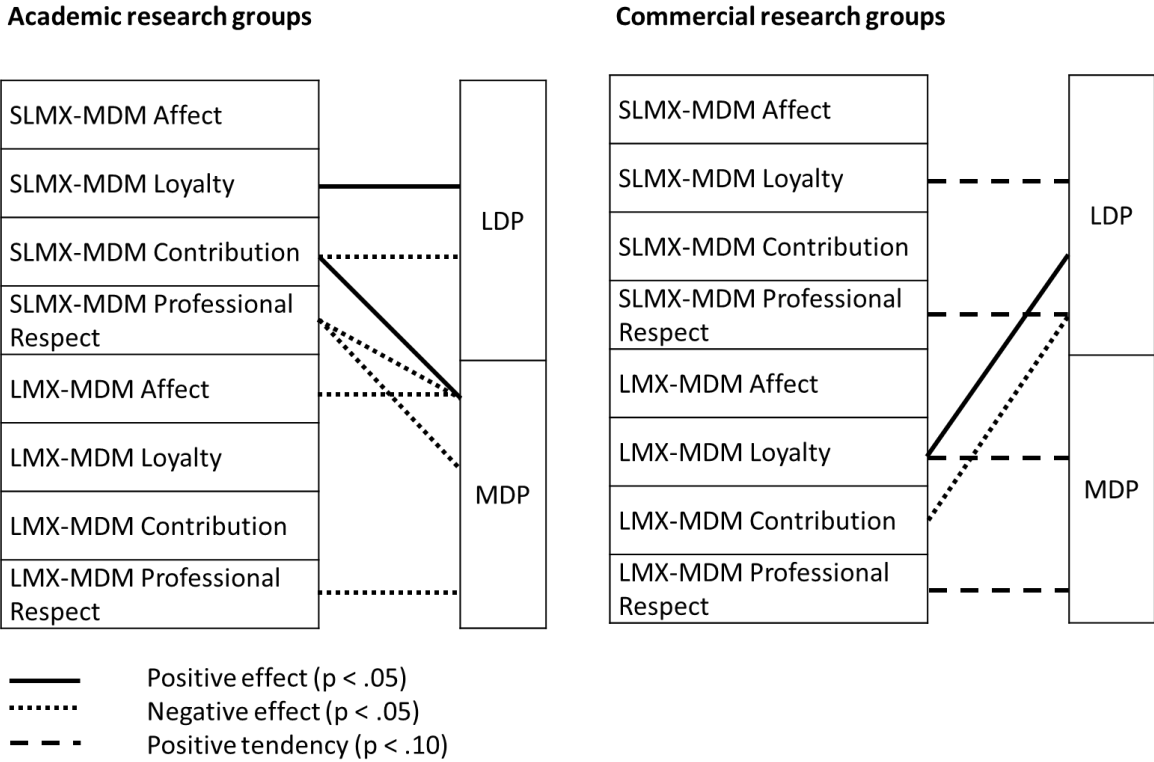 Academic research groups
SLMX-MDM Affect
SLMX-MDM Loyalty
SLMX-MDM Contribution
SLMX-MDM Professional
Respect
LMX-MDM Affect
LMX-MDM Loyalty
LMX-MDM Contribution
LMX-MDM Professional
Respect
LDP
MDP
Commercial research groups
SLMX-MDM Affect
SLMX-MDM Loyalty
SLMX-MDM Contribution
SLMX-MDM Professional
Respect
LMX-MDM Affect
LMX-MDM Loyalty
LMX-MDM Contribution
LMX-MDM Professional
Respect
LDP
MDP
Positive effect (p < .05)
Negative effect (p < .05)
Positive tendency (p < .10)